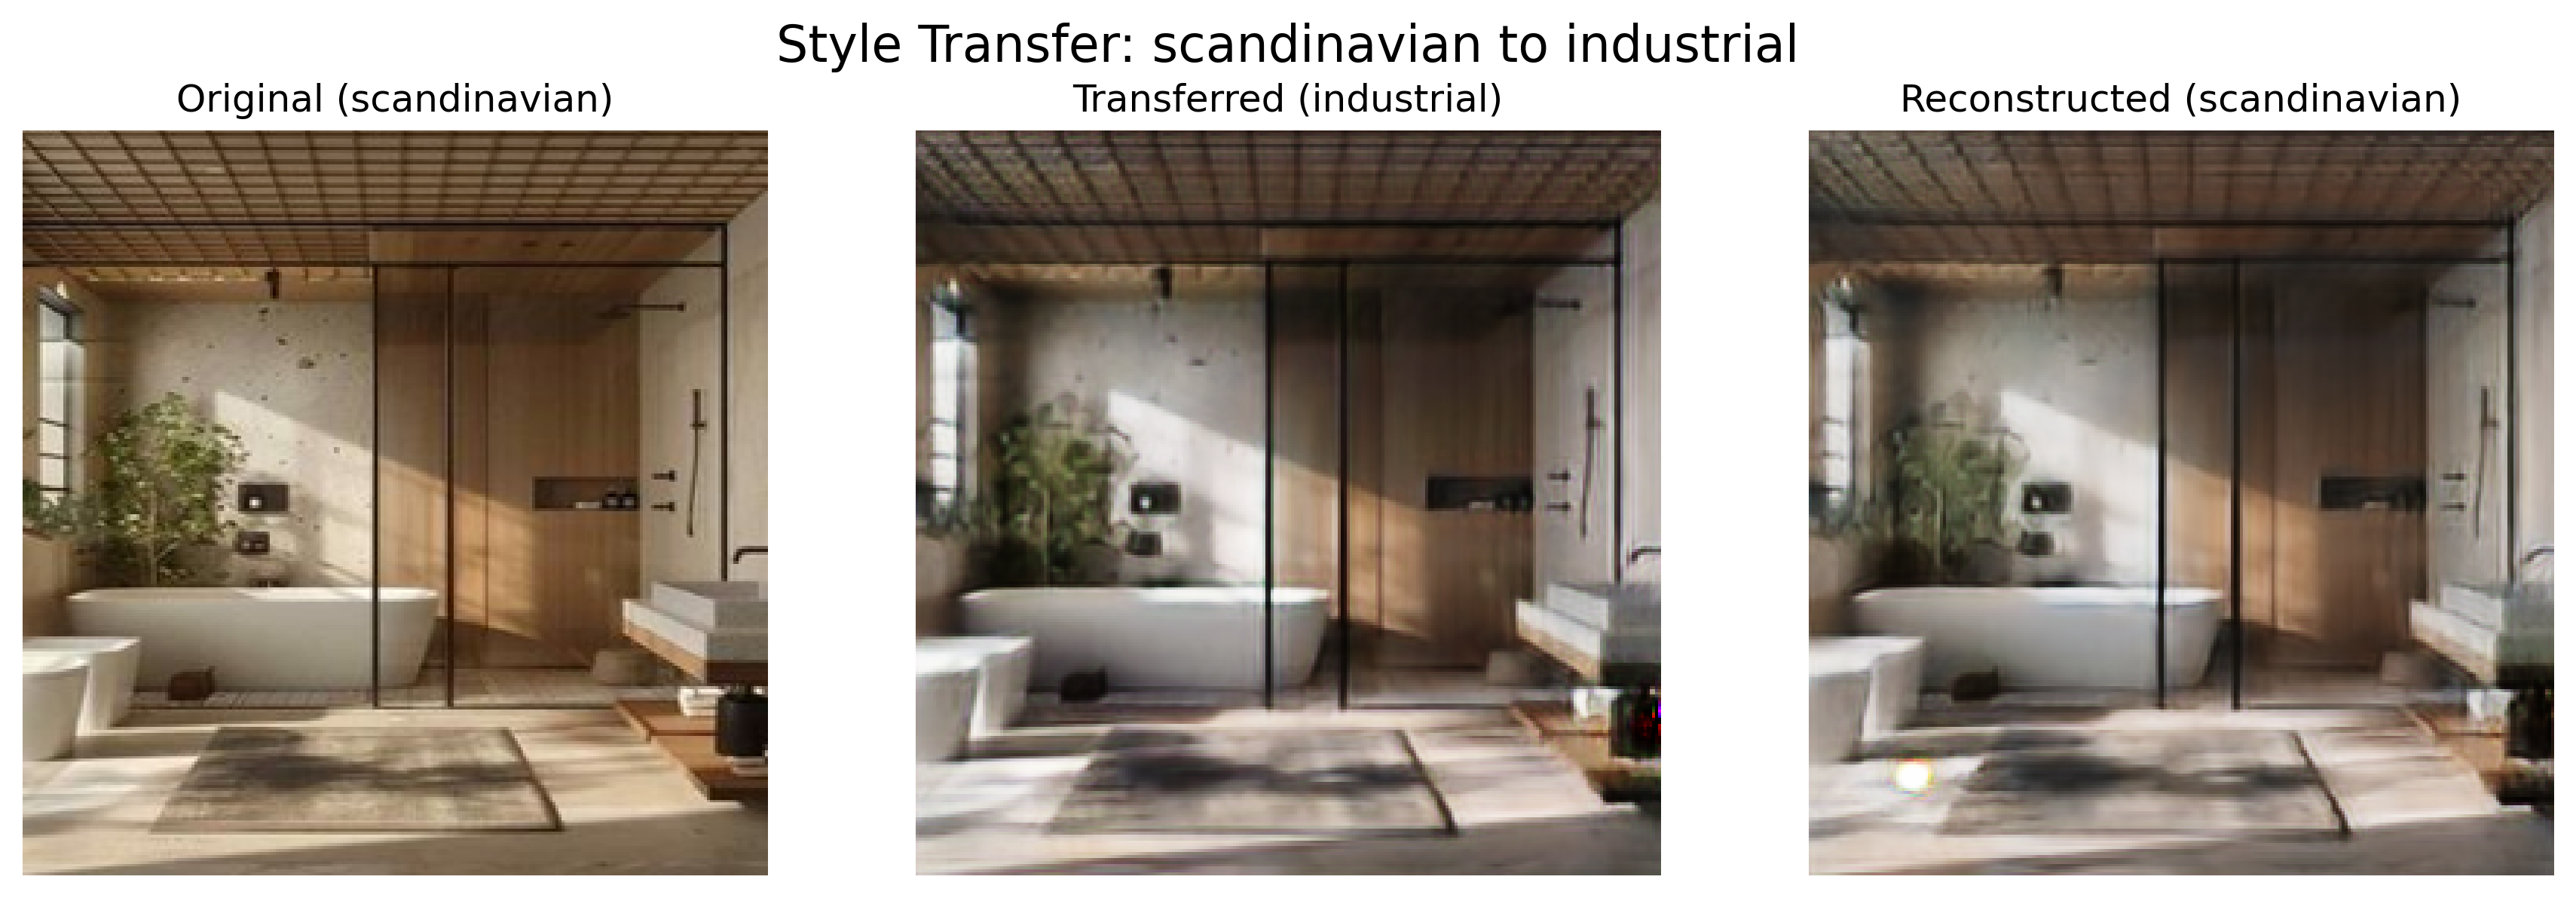 Style Transfer: scandinavian to industrial
Original (scandinavian)
Transferred (industrial)
Reconstructed (scandinavian)